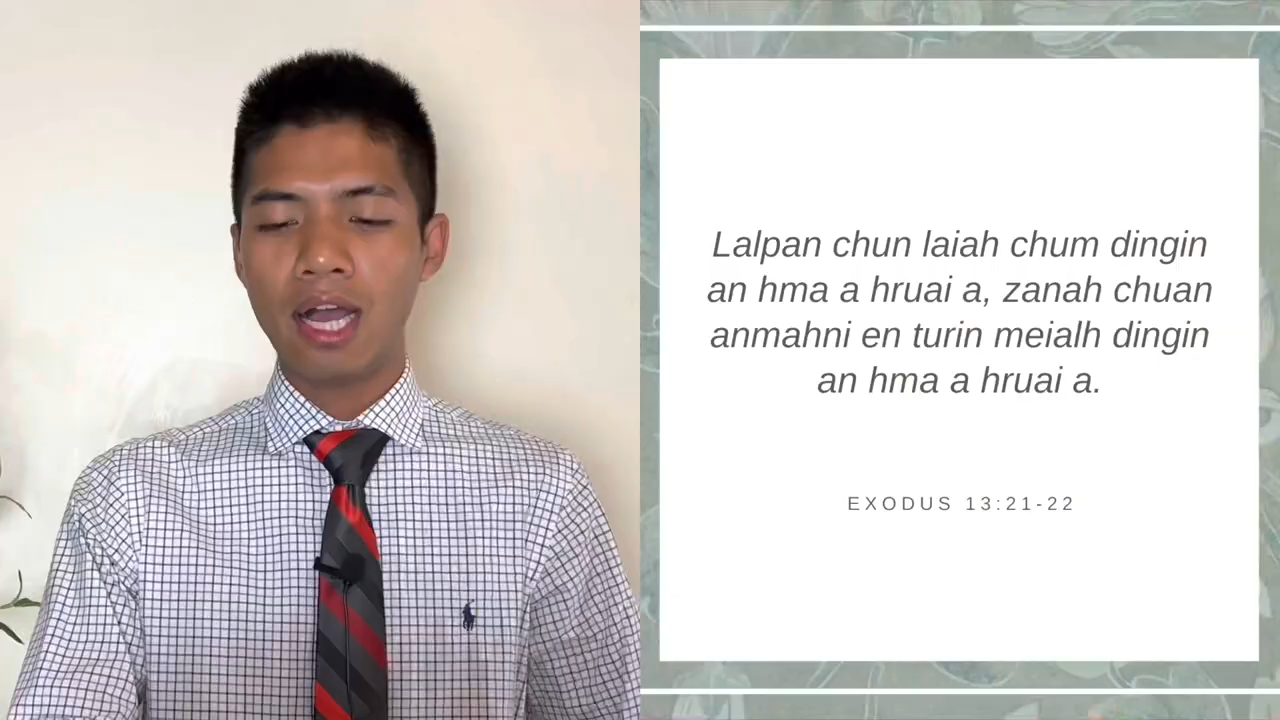 Lalpan chun laiah chum dingin
an hma a hruai a, zanah chuan
anmahni en turin meialh dingin
an hma a hruai a.
EXODUS 13:21-22